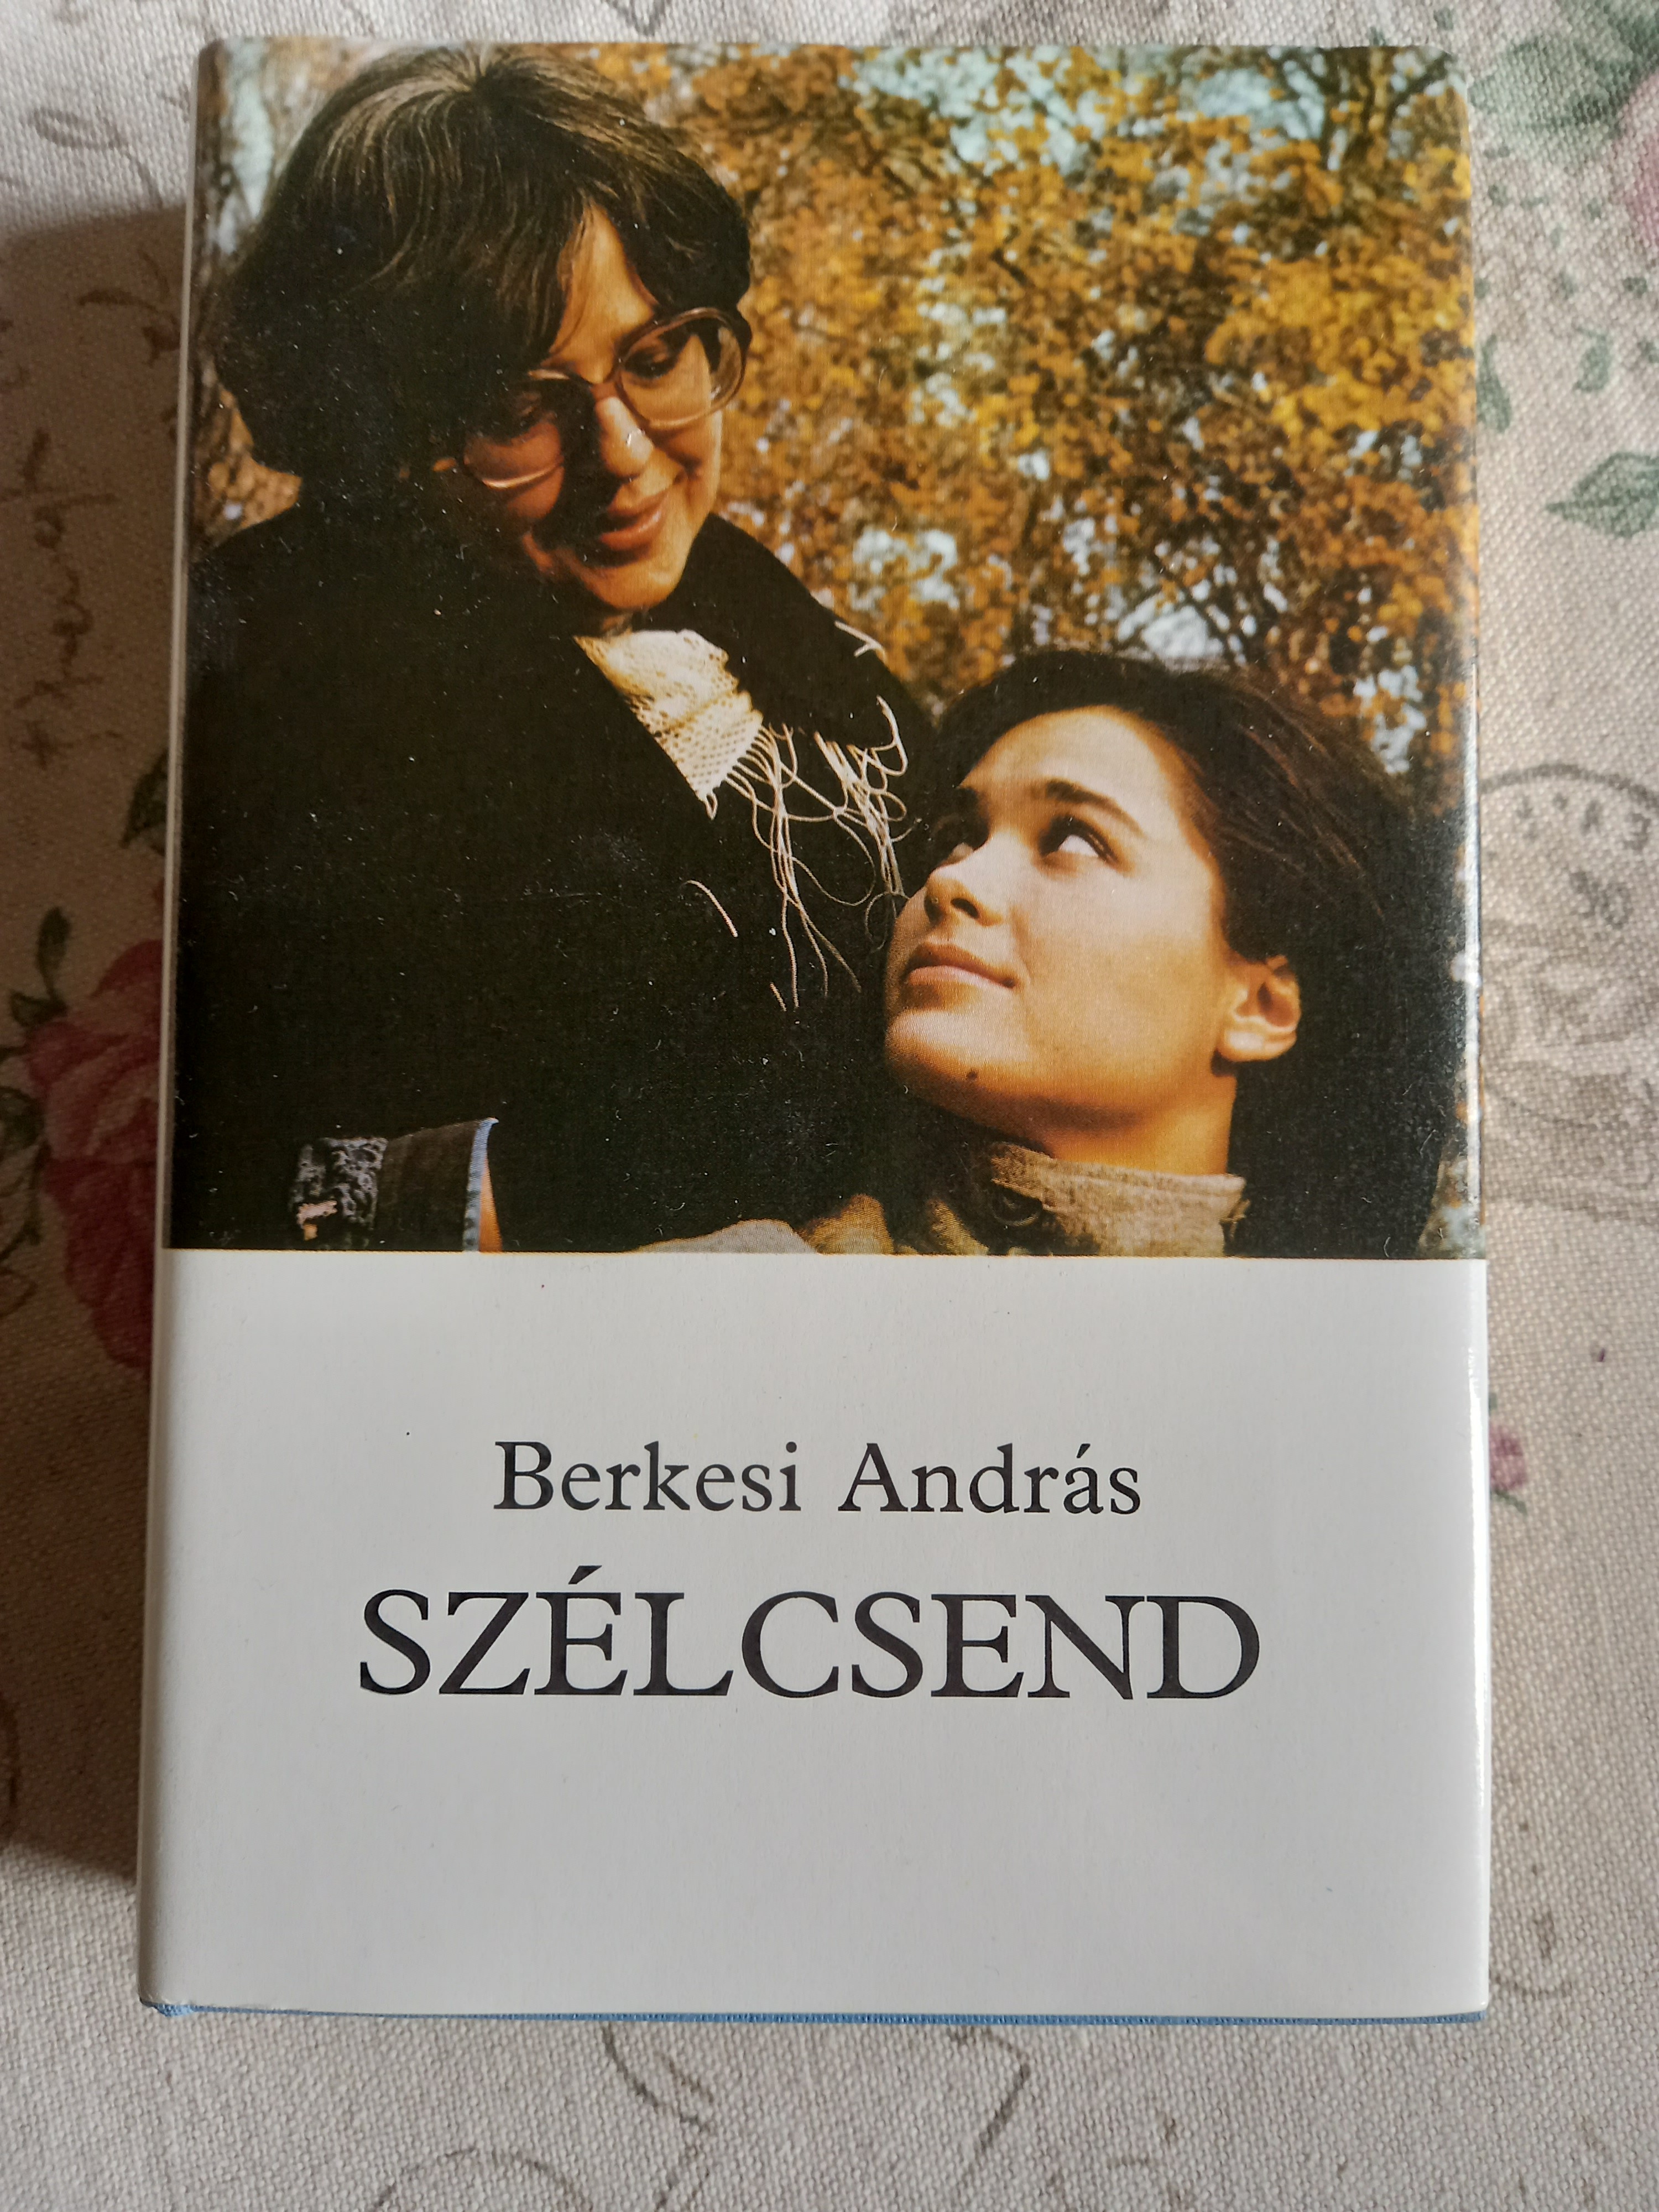 Berkesi András
SZÉLCSEND